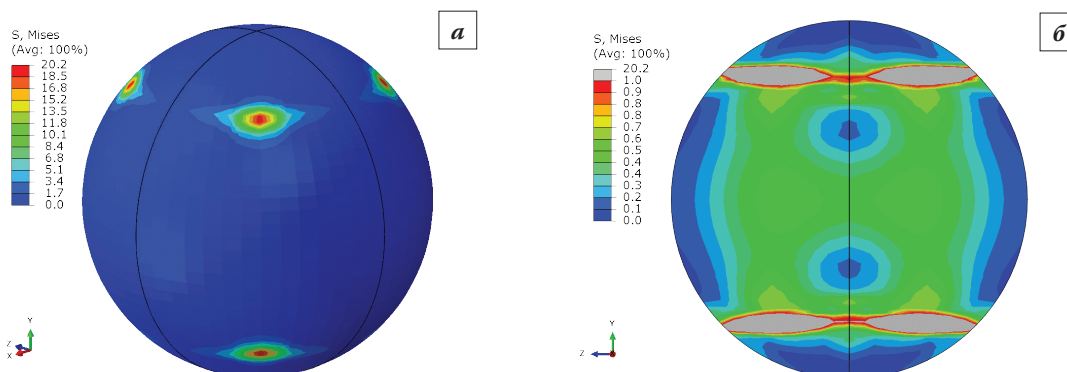 а
S, Mises
(Avg: 100%)
20.2
18.5
16.8
15.2
13.5
11.8
10.1
8.4
6.8
5.1
3.4
1.7
0.0
Y
Z
X
б
S, Mises
(Avg: 100%)
20.2
1.0
0.9
0.8
0.7
0.6
0.5
0.4
0.4
0.3
0.2
0.1
0.0
Y
Z